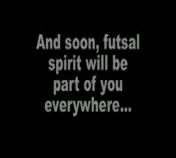 And soon, futsal
spirit will be
part of you
everywhere...